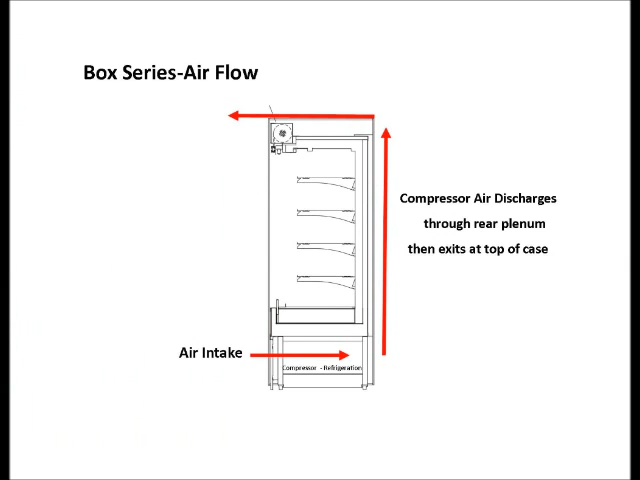 Box Series-Air Flow
Compressor Air Discharges
through rear plenum
then exits at top of case
Air Intake
Compressor - Refrigeration